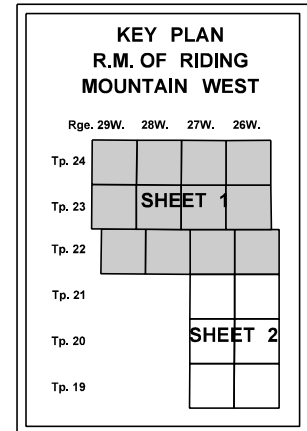 KEY PLAN
R.M. OF RIDING
MOUNTAIN WEST
Rge. 29W. 28W. 27W. 26W.
Tp. 24
Tp. 23 SHEET 1
Tp. 22
Tp. 21
Tp. 20 SHEET 2
Tp. 19